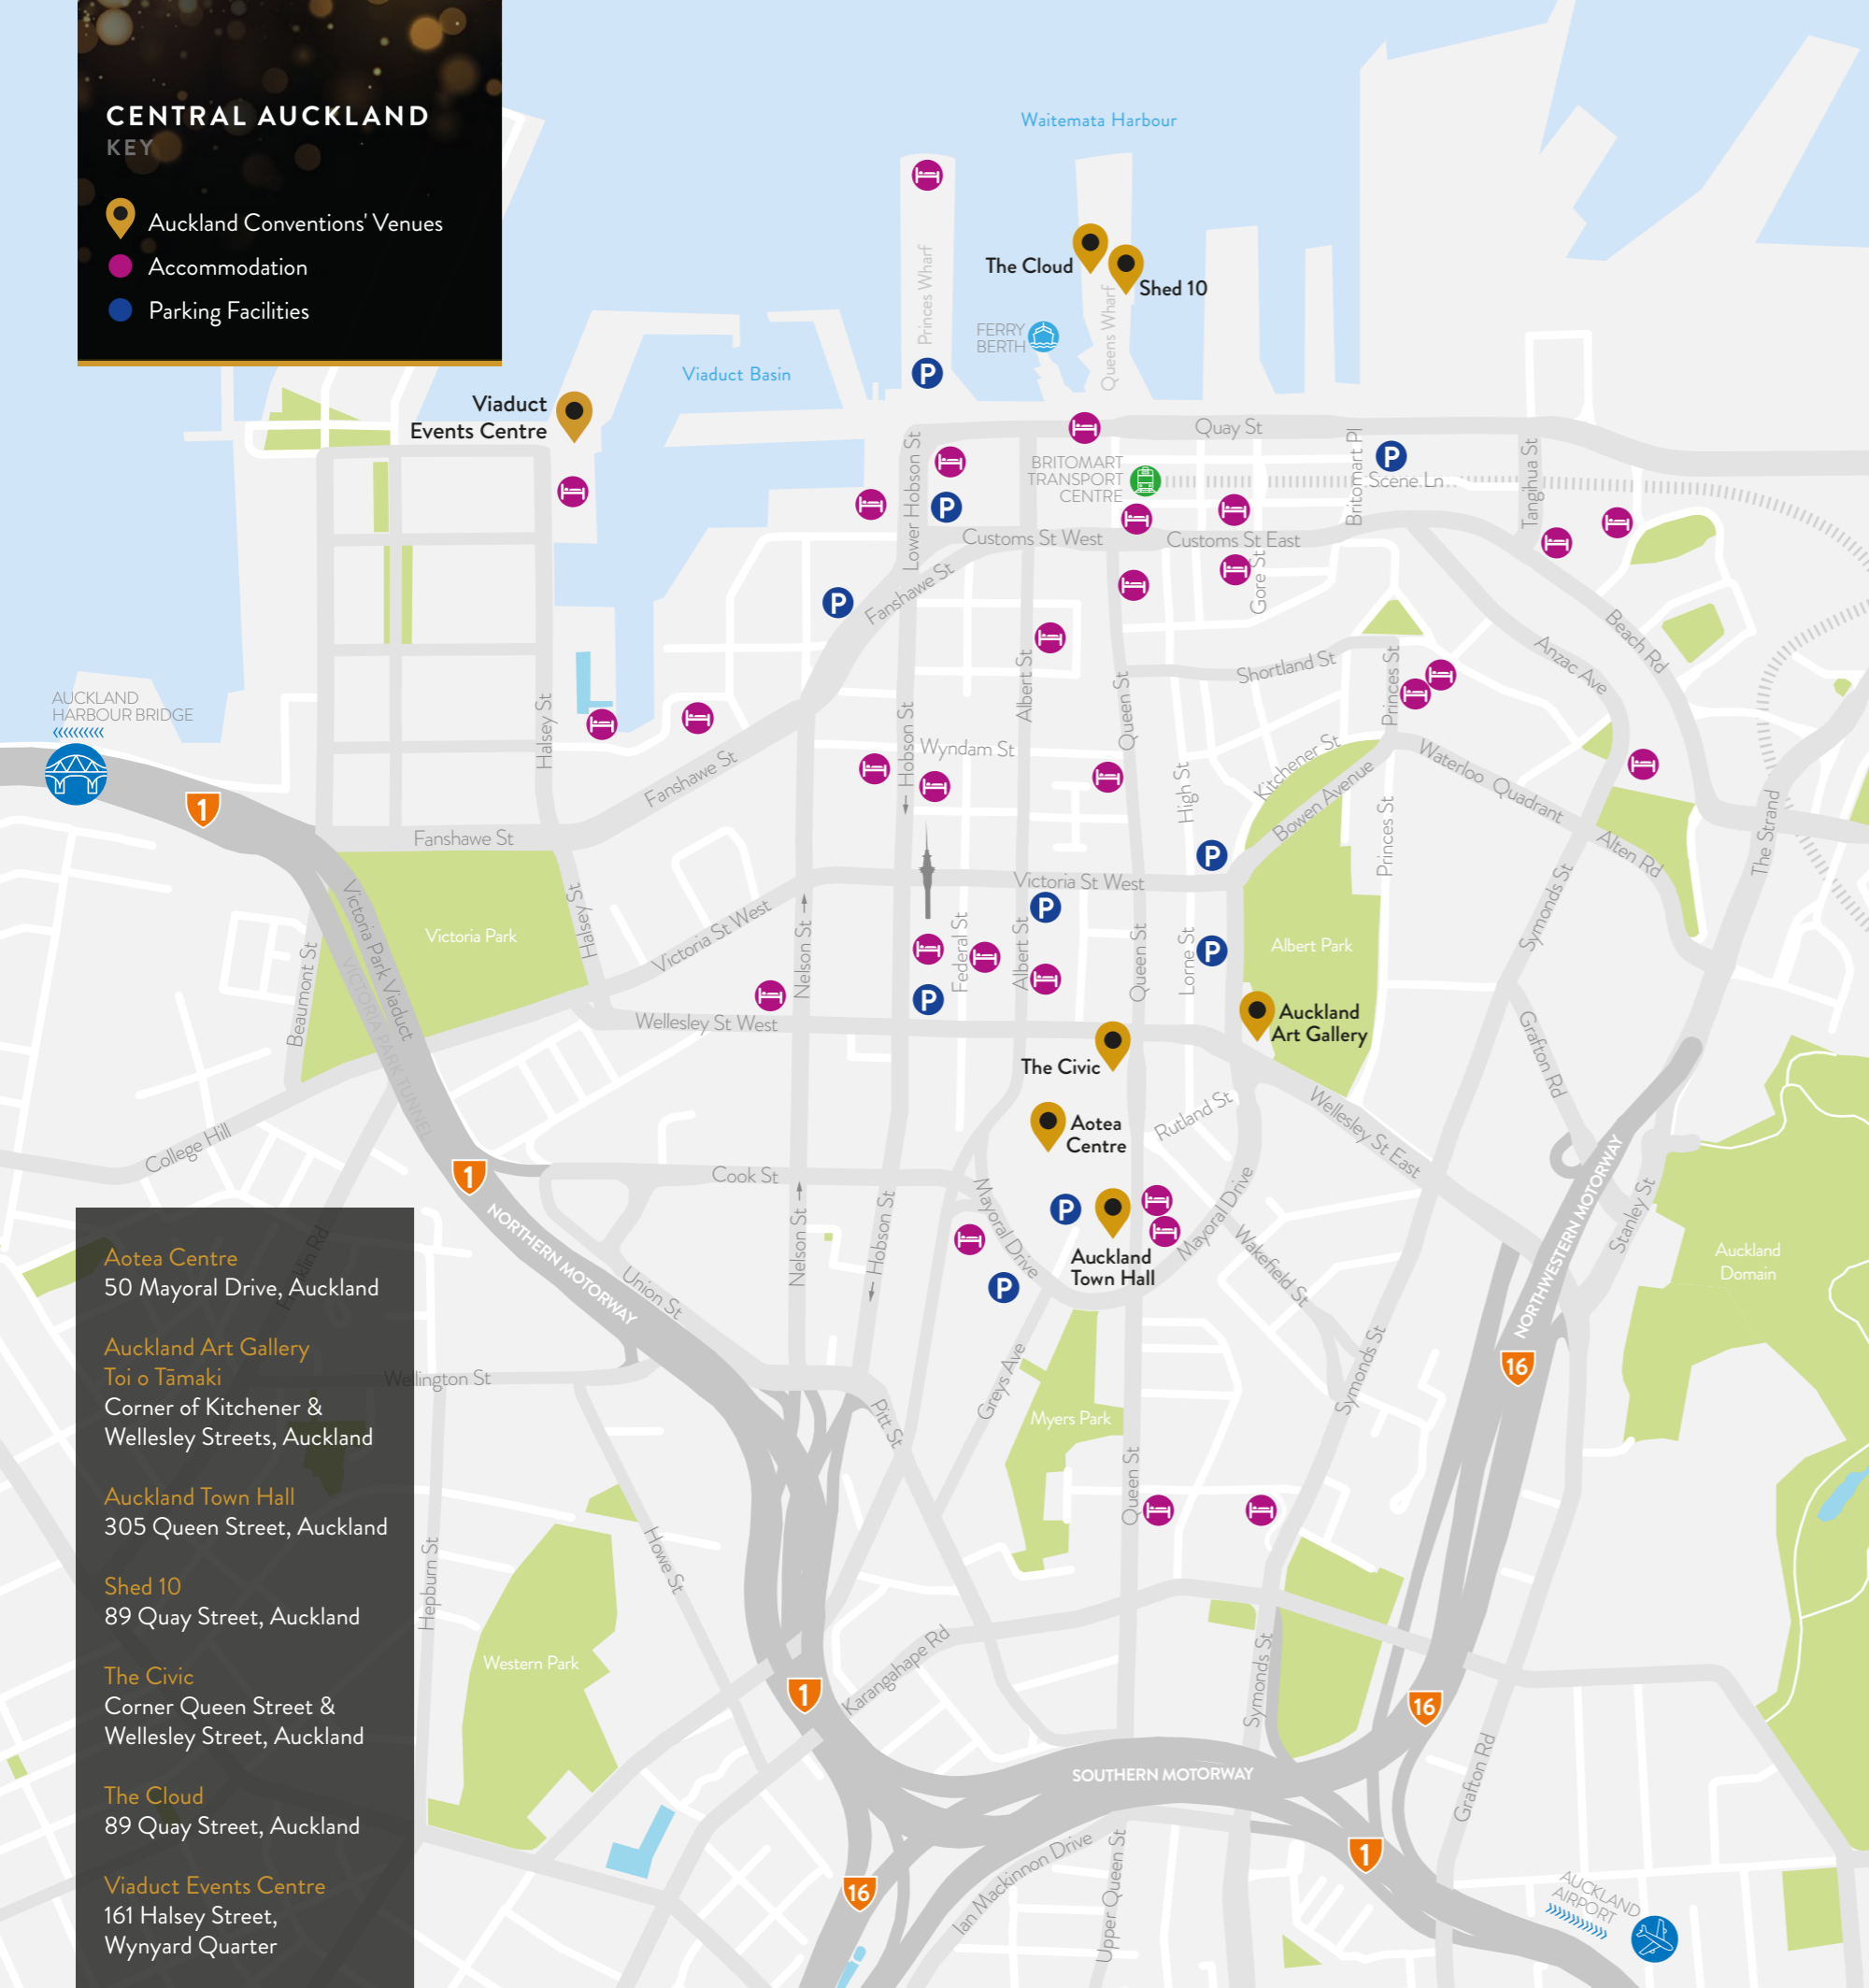 CENTRAL AUCKLAND
KEY
Auckland Conventions' Venues
Accommodation
Parking Facilities
Waitemata Harbour
The Cloud
Shed 10
Princes Wharf
Queens Wharf
FERRY
BERTH
P
Viaduct Basin
Viaduct
Events Centre
Quay St
BRITOMART
TRANSPORT
CENTRE
Britomart Pl
P
Scene Ln
Tangihua St
Lower Hobson St
P
Customs St West
Customs St East
Gore St
Fanshawe St
P
Beach Rd
Anzac Ave
Shortland St
Princes St
Albert St
Queen St
AUCKLAND
HARBOUR BRIDGE
Halsey St
Hobson St
Wyndam St
Kitchener St
Waterloo Quadrant
High St
Bowen Avenue
Fanshawe St
1
Fanshawe St
Princes St
Alten Rd
The Strand
P
Victoria St West
Symonds St
Victoria Park Viaduct
VICTORIA PARK TUNNEL
Halsey St
Victoria Park
Victoria St West
Nelson St
Federal St
Albert St
P
Queen St
Lorne St
P
Albert Park
Beaumont St
P
Wellesley St West
Auckland
Art Gallery
The Civic
Grafton Rd
Aotea
Centre
Rutland St
Wellesley St East
College Hill
1
Cook St
Mayoral Drive
P
Auckland
Town Hall
Mayoral Drive
Wakefield St
NORTHWESTERN MOTORWAY
Stanley St
Auckland
Domain
NORTHERN MOTORWAY
Union St
Nelson St
Hobson St
P
16
Symonds St
Wellington St
Pitt St
Greys Ave
Myers Park
Queen St
Howe St
Hepburn St
Western Park
Karangahape Rd
1
Symonds St
16
Grafton Rd
SOUTHERN MOTORWAY
1
16
Ian Mackinnon Drive
Upper Queen St
AUCKLAND
AIRPORT
Aotea Centre
50 Mayoral Drive, Auckland
Auckland Art Gallery
Toi o Tāmaki
Corner of Kitchener &
Wellesley Streets, Auckland
Auckland Town Hall
305 Queen Street, Auckland
Shed 10
89 Quay Street, Auckland
The Civic
Corner Queen Street &
Wellesley Street, Auckland
The Cloud
89 Quay Street, Auckland
Viaduct Events Centre
161 Halsey Street,
Wynyard Quarter